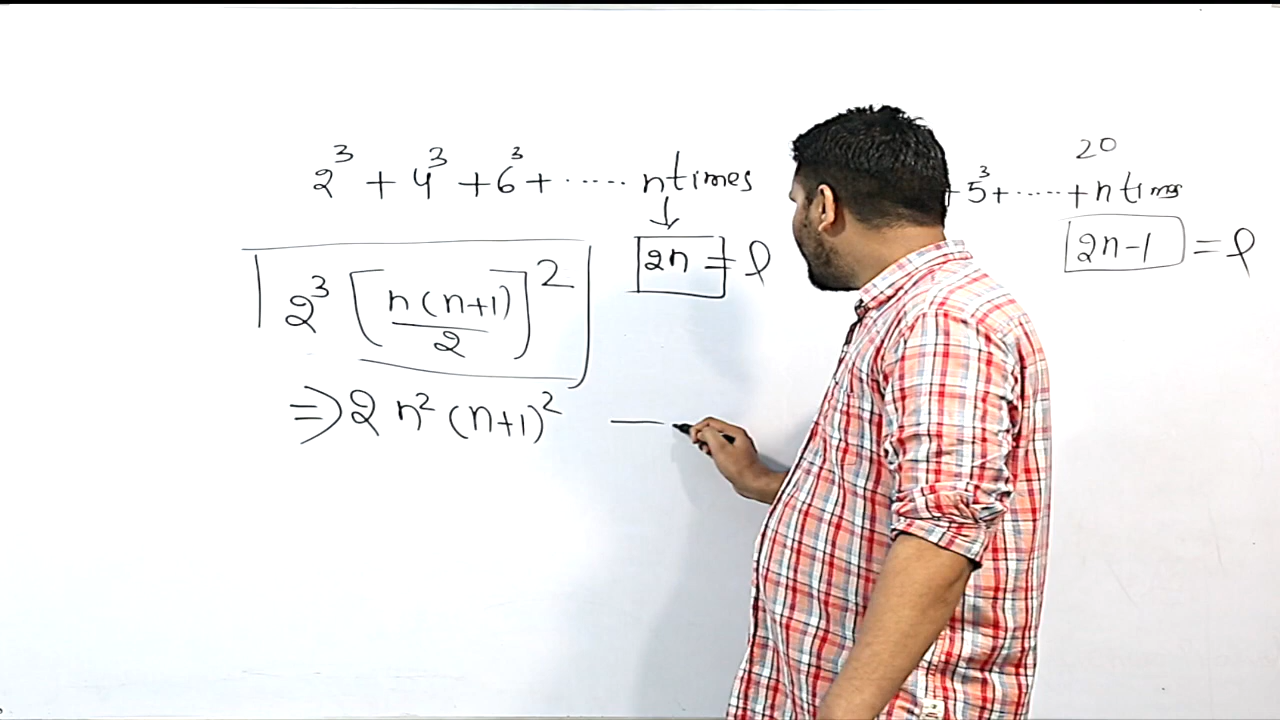 2³ + 4³ + 6³ + ..... n times
↓
2n = l
2³ [n(n+1)/2]²
⇒ 2 n² (n+1)² —
20
+ 5³ + ..... + n times
2n-1 = l